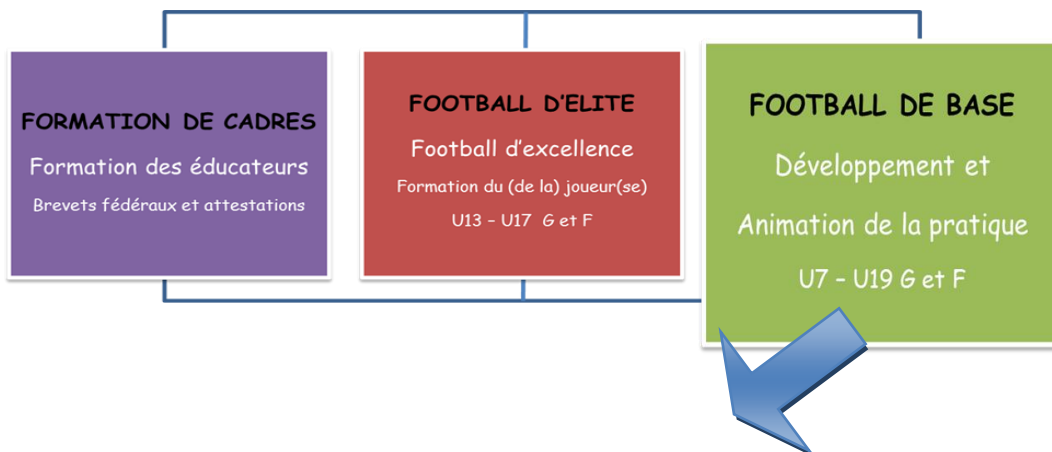 FORMATION DE CADRES
Formation des éducateurs
Brevets fédéraux et attestations
FOOTBALL D'ELITE
Football d'excellence
Formation du (de la) joueur(se)
U13 – U17 G et F
FOOTBALL DE BASE
Développement et
Animation de la pratique
U7 – U19 G et F